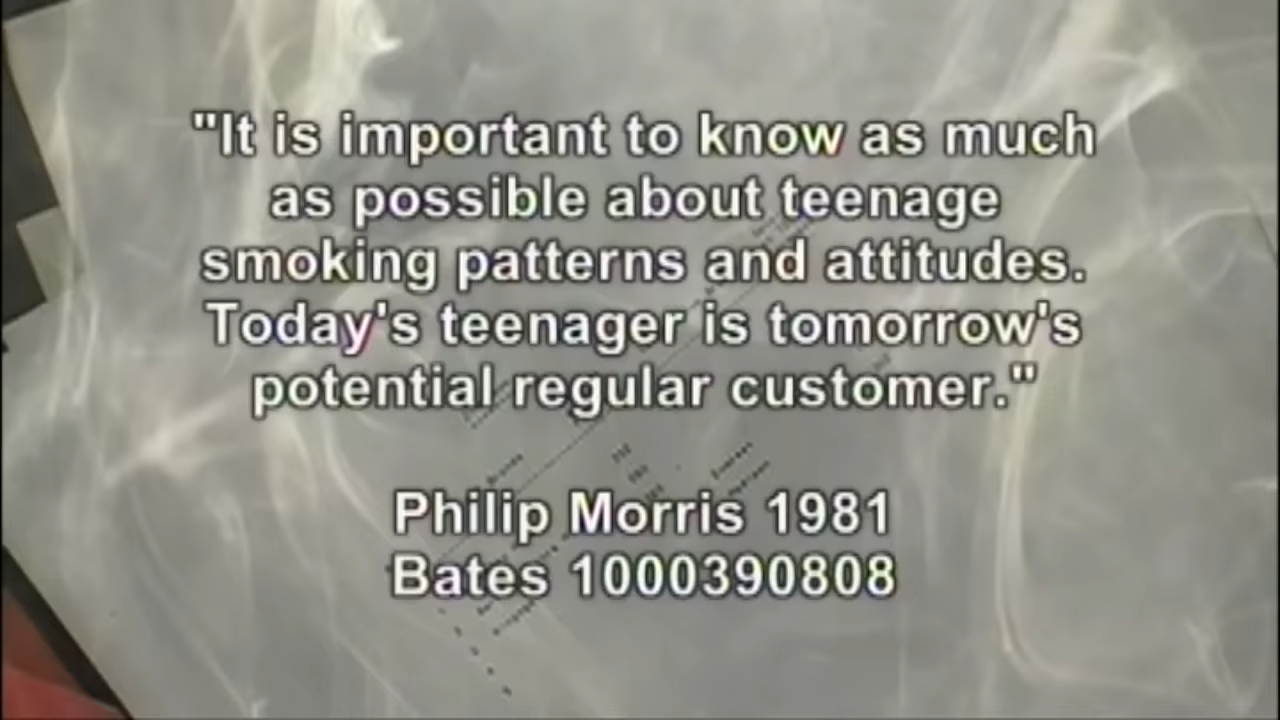 "It is important to know as much
as possible about teenage
smoking patterns and attitudes.
Today's teenager is tomorrow's
potential regular customer."
Philip Morris 1981
Bates 1000390808